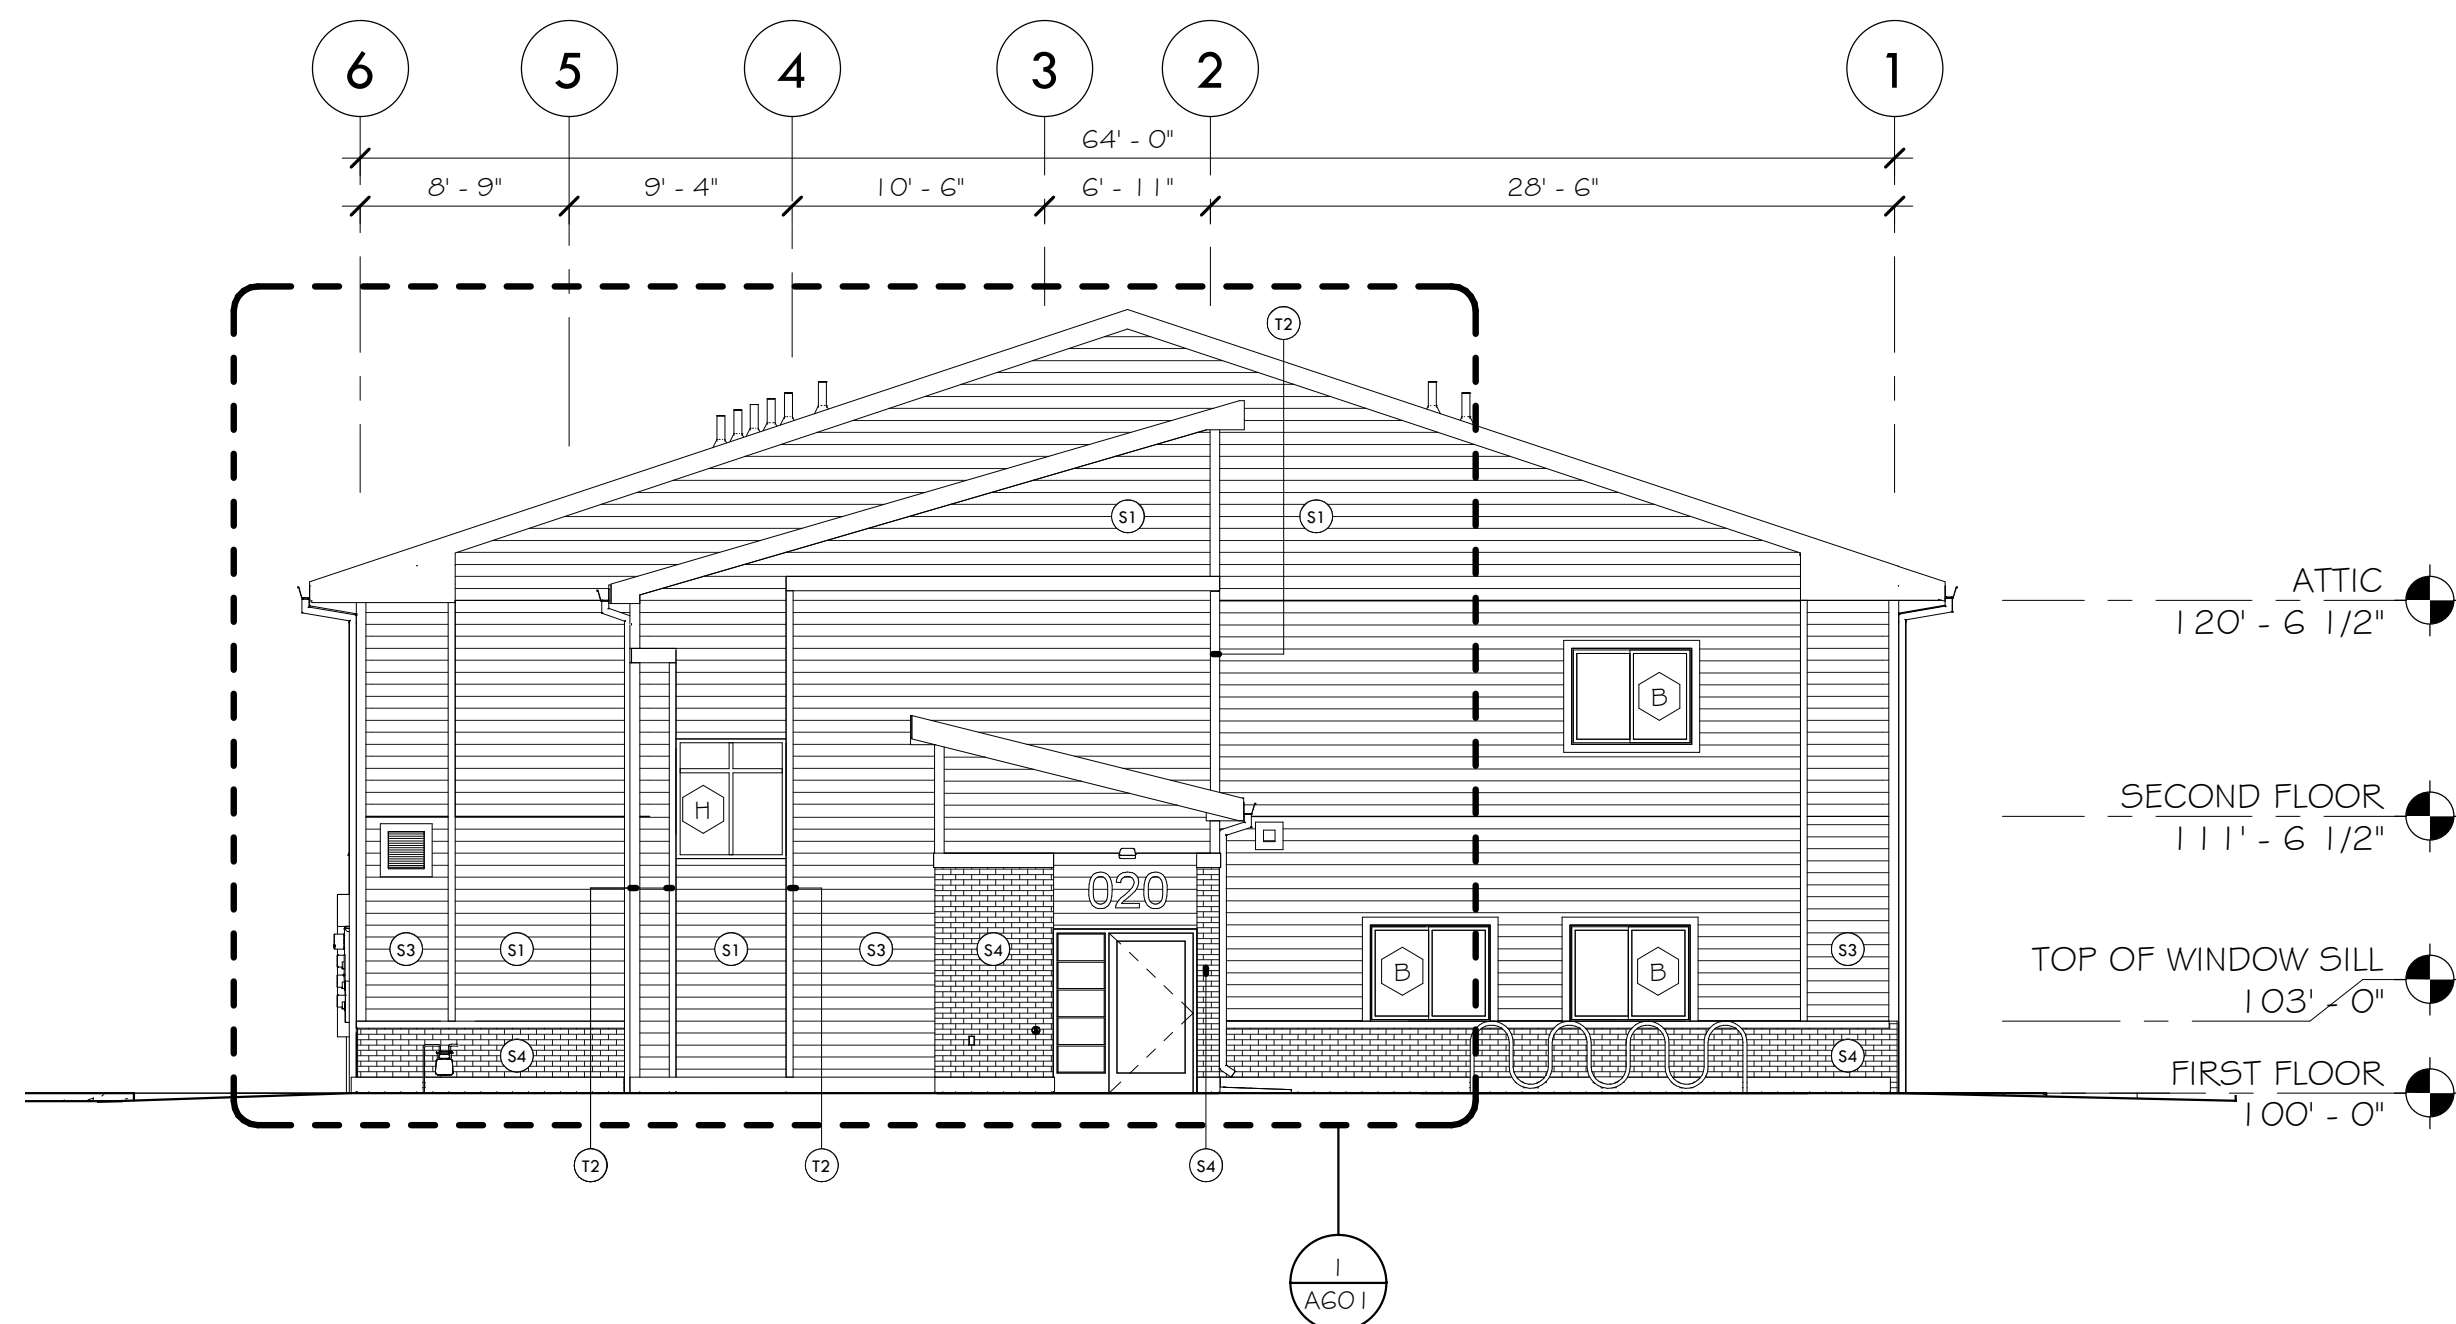 6 5 4 3 2 1
64' - 0"
8' - 9" 9' - 4" 10' - 6" 6' - 11" 28' - 6"
T2
S1 S1
ATTIC
120' - 6 1/2"
B
SECOND FLOOR
111' - 6 1/2"
H
020
S3 S1 S1 S3 S4 S3
B B
TOP OF WINDOW SILL
103' - 0"
S4 S4
FIRST FLOOR
100' - 0"
T2 T2 S4
1
A601